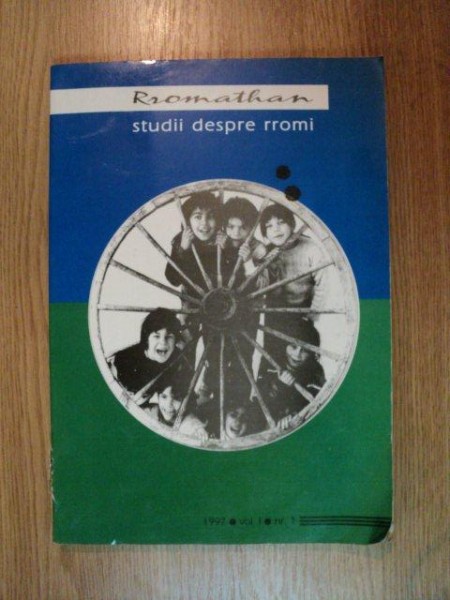 Rromathan
studii despre rromi
1997 ● vol. I ● nr. 1